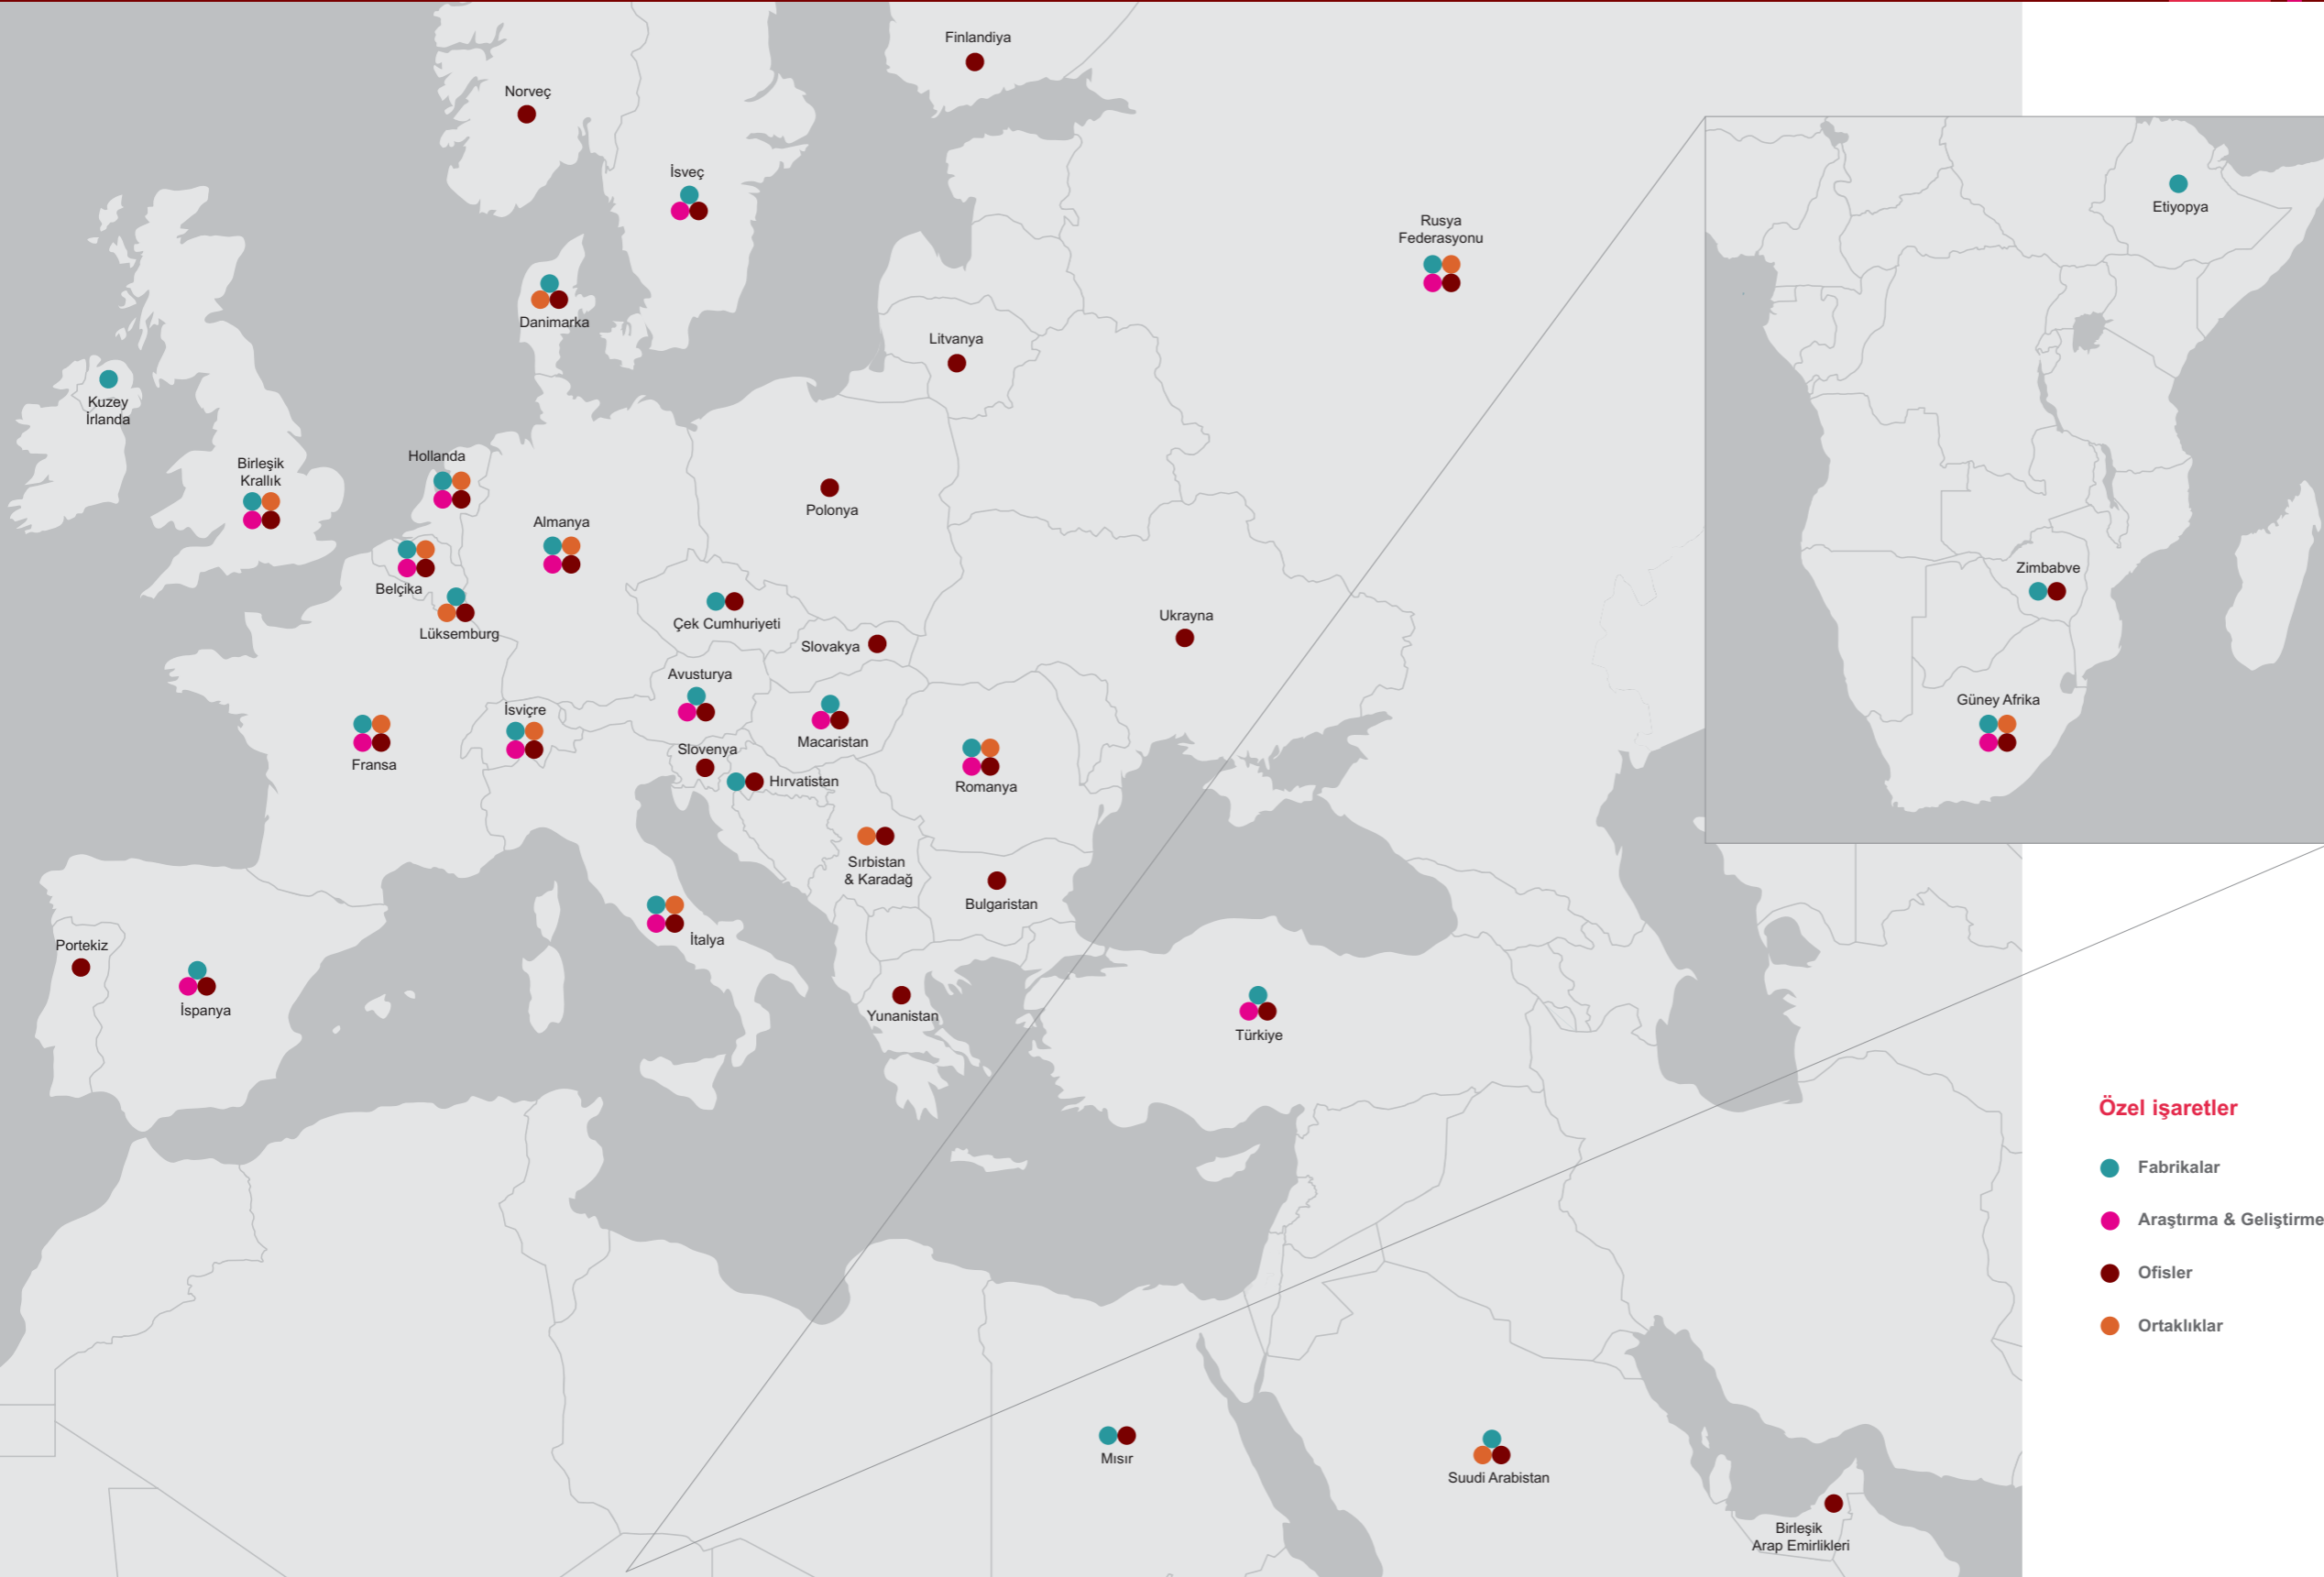 Finlandiya
Norveç
İsveç
Rusya
Federasyonu
Etiyopya
Danimarka
Litvanya
Kuzey
İrlanda
Birleşik
Krallık
Hollanda
Almanya
Polonya
Belçika
Lüksemburg
Çek Cumhuriyeti
Slovakya
Ukrayna
Zimbabve
Avusturya
İsviçre
Fransa
Macaristan
Slovenya
Hırvatistan
Romanya
Güney Afrika
Sırbistan
& Karadağ
Bulgaristan
İtalya
Portekiz
İspanya
Yunanistan
Türkiye
Özel işaretler
Fabrikalar
Araştırma & Geliştirme
Ofisler
Ortaklıklar
Mısır
Suudi Arabistan
Birleşik
Arap Emirlikleri